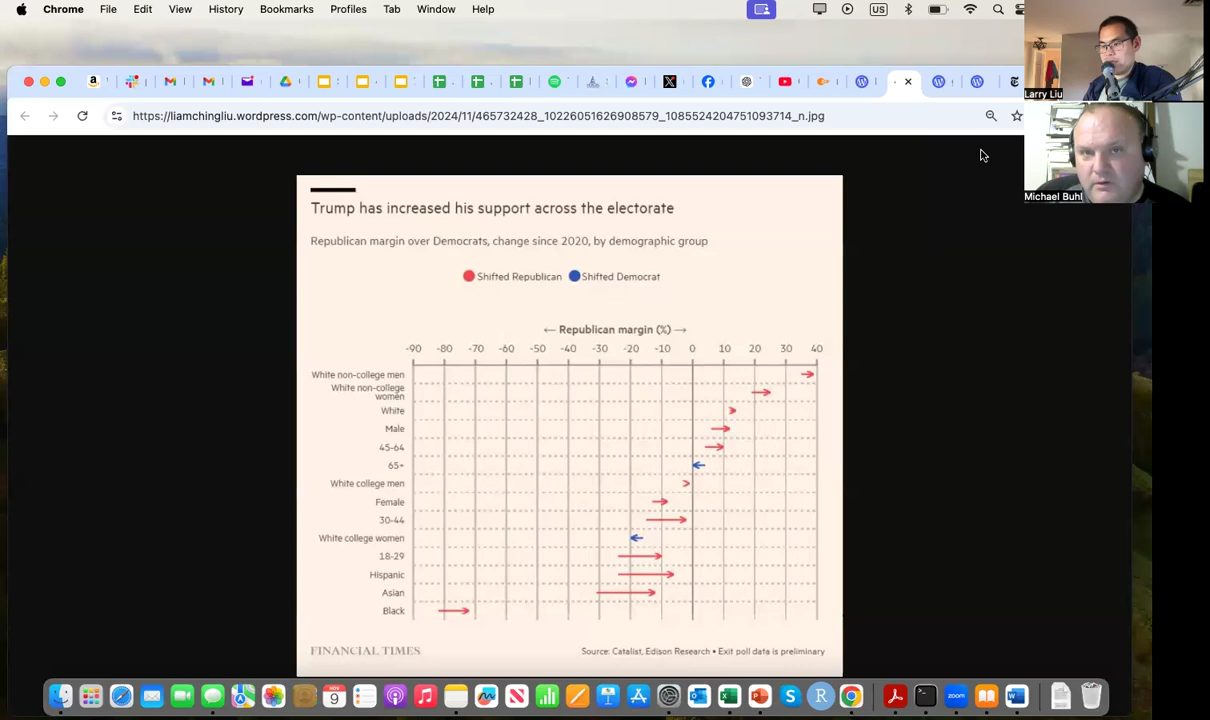 Chrome File Edit View History Bookmarks Profiles Tab Window Help
US
Larry Liu
https://liamchingliu.wordpress.com/wp-content/uploads/2024/11/465732428_10226051626908579_1085524204751093714_n.jpg
Michael Buhl
Trump has increased his support across the electorate
Republican margin over Democrats, change since 2020, by demographic group
Shifted Republican Shifted Democrat
← Republican margin (%) →
-90 -80 -70 -60 -50 -40 -30 -20 -10 0 10 20 30 40
White non-college men
White non-college
women
White
Male
45-64
65+
White college men
Female
30-44
White college women
18-29
Hispanic
Asian
Black
FINANCIAL TIMES
Source: Catalist, Edison Research • Exit poll data is preliminary
NOV
9
zoom